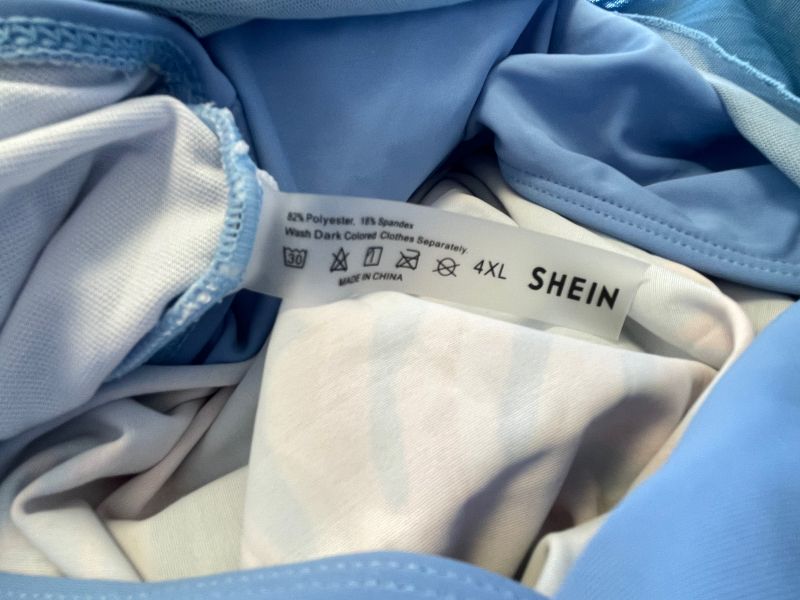 82% Polyester, 18% Spandex
Wash Dark Colored Clothes Separately
30
4XL
SHEIN
MADE IN CHINA